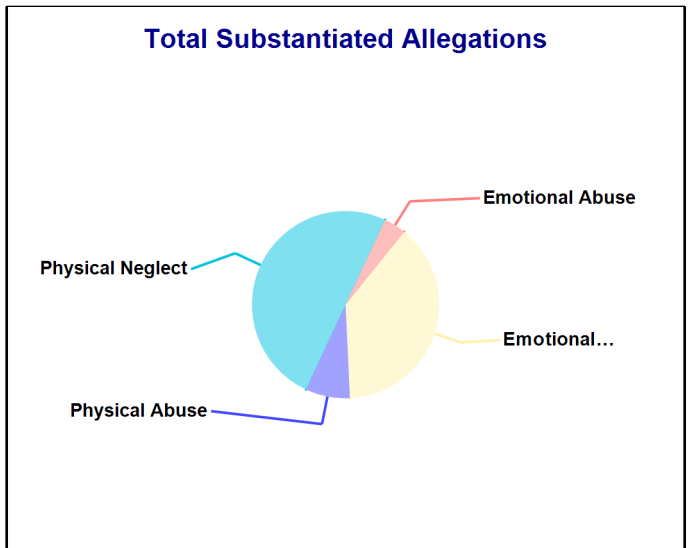 Total Substantiated Allegations
Emotional Abuse
Physical Neglect
Emotional…
Physical Abuse